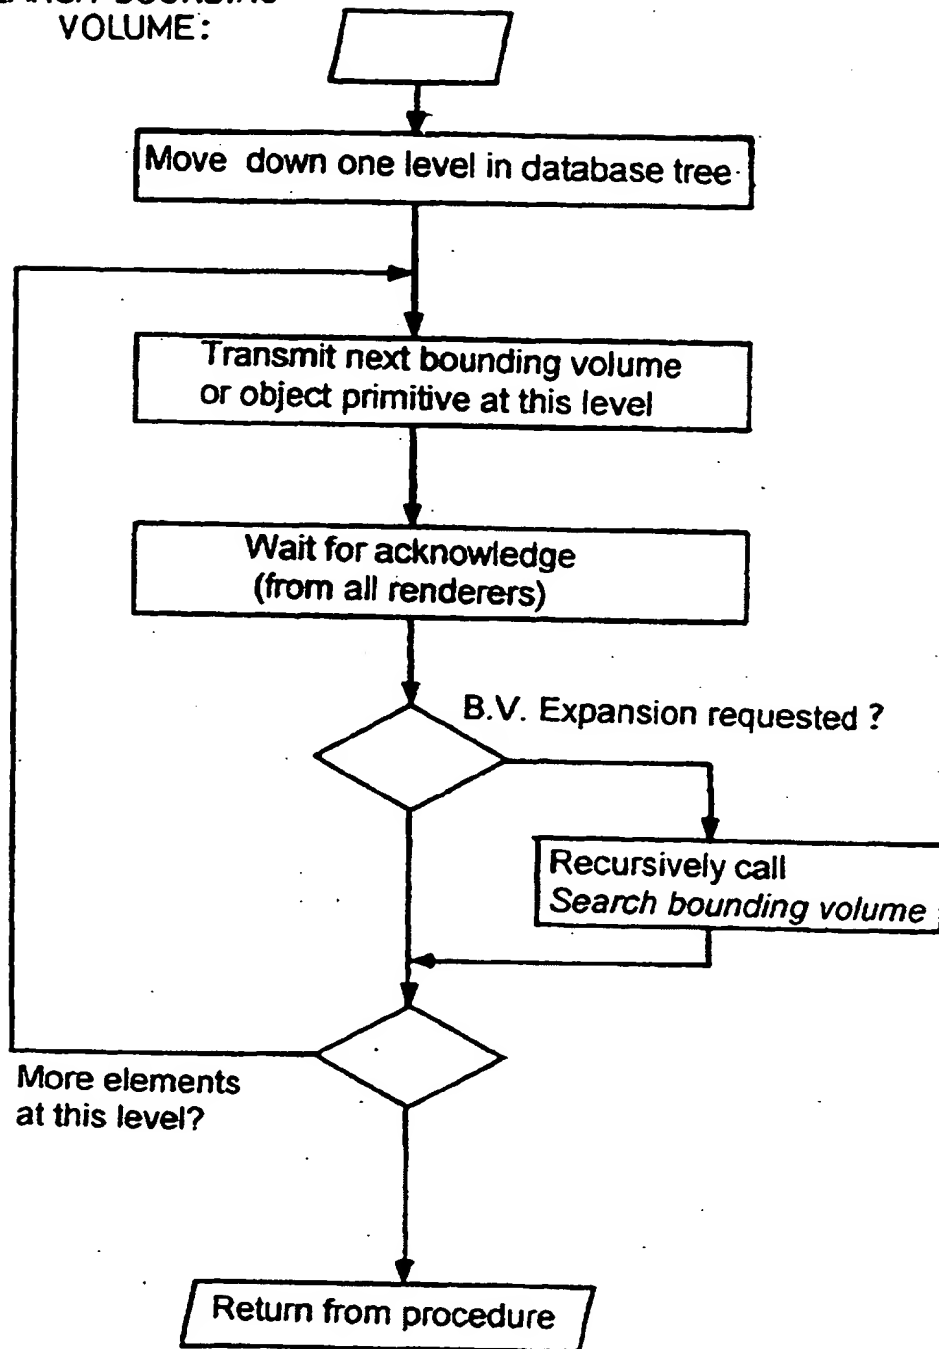 VOLUME:
Move down one level in database tree
Transmit next bounding volume
or object primitive at this level
Wait for acknowledge
(from all renderers)
B.V. Expansion requested ?
Recursively call
Search bounding volume
More elements
at this level?
Return from procedure